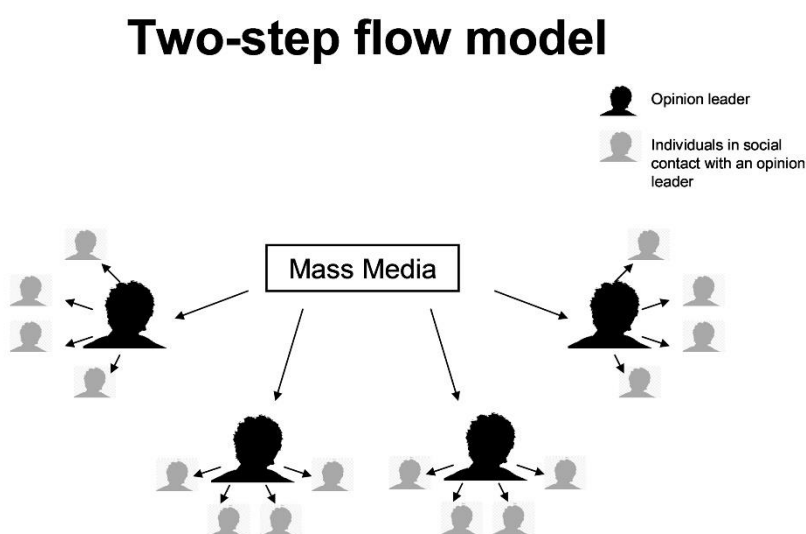 Two-step flow model
Opinion leader
Individuals in social
contact with an opinion
leader
Mass Media